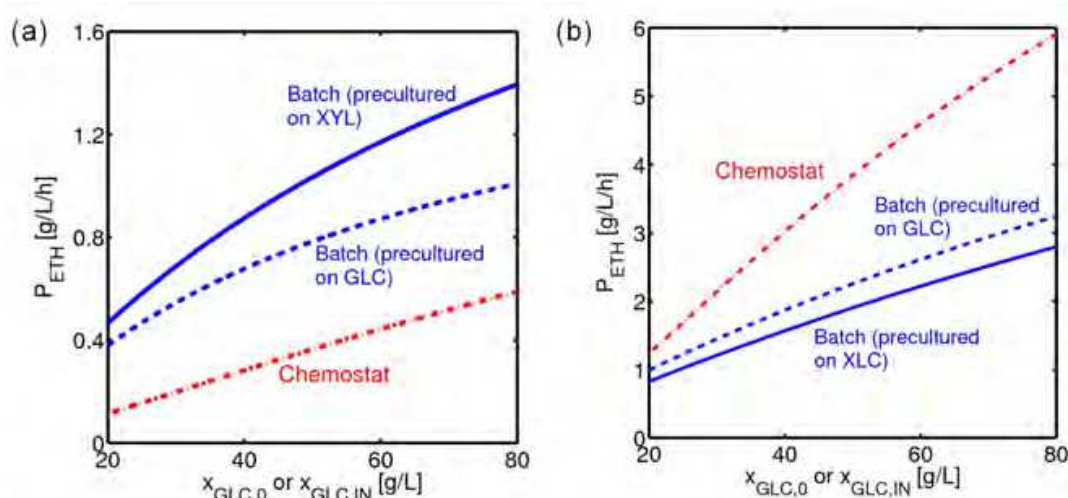 (a)
1.6
1.2
0.8
0.4
0
P_ETH [g/L/h]
Batch (precultured
on XYL)
Batch (precultured
on GLC)
Chemostat
20
40
60
80
x_GLC,0 or x_GLC,IN [g/L]
(b)
6
5
4
3
2
1
0
P_ETH [g/L/h]
Chemostat
Batch (precultured
on GLC)
Batch (precultured
on XLC)
20
40
60
80
x_GLC,0 or x_GLC,IN [g/L]